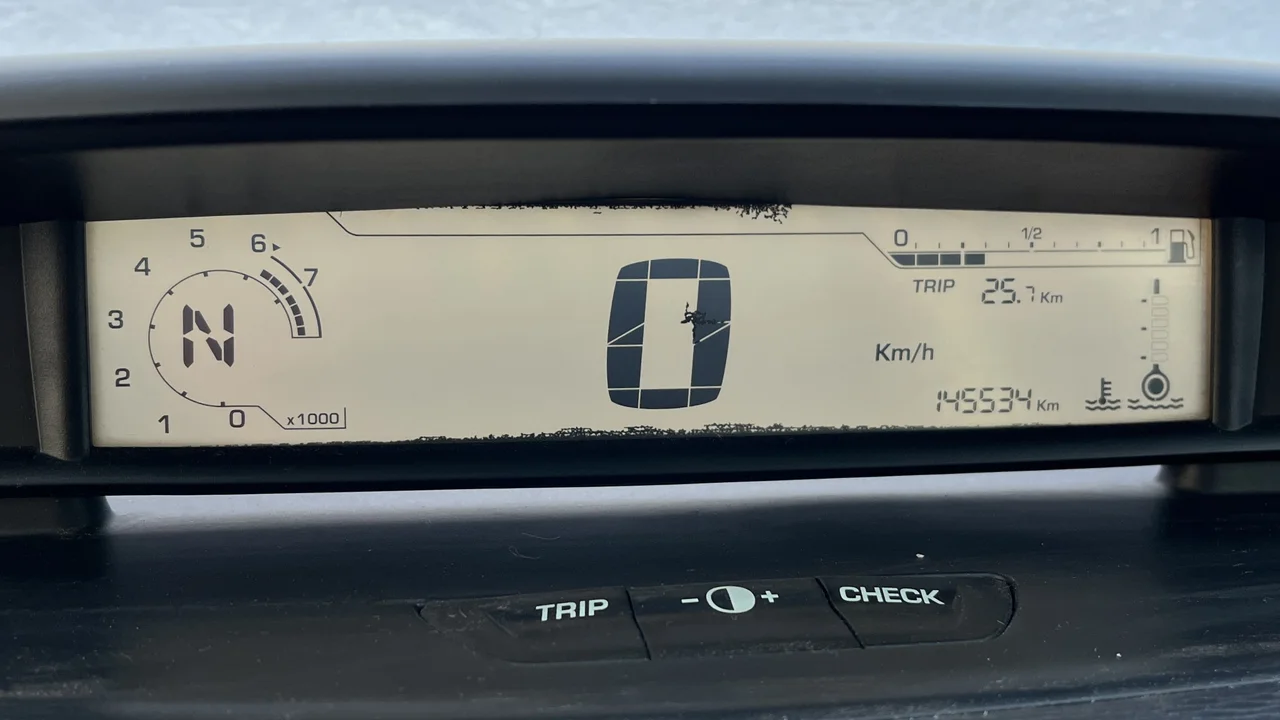 5 6 7
4
3
2
1 0 x1000
N
0
0 1/2 1
TRIP 25.7 Km
Km/h
145534 Km
TRIP - + CHECK